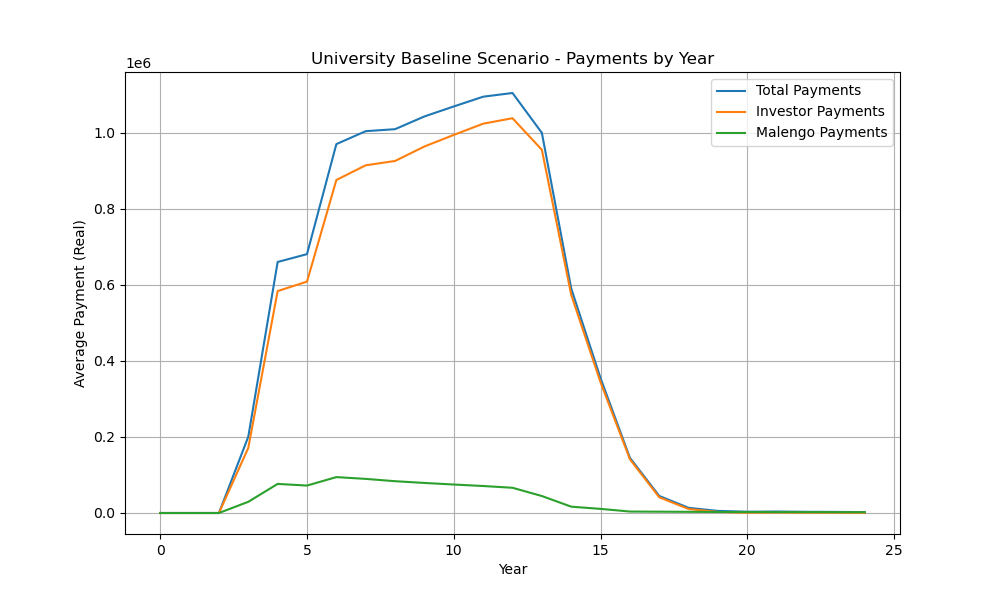 University Baseline Scenario - Payments by Year
1e6
Total Payments
Investor Payments
Malengo Payments
1.0
0.8
0.6
0.4
0.2
0.0
Average Payment (Real)
0 5 10 15 20 25
Year